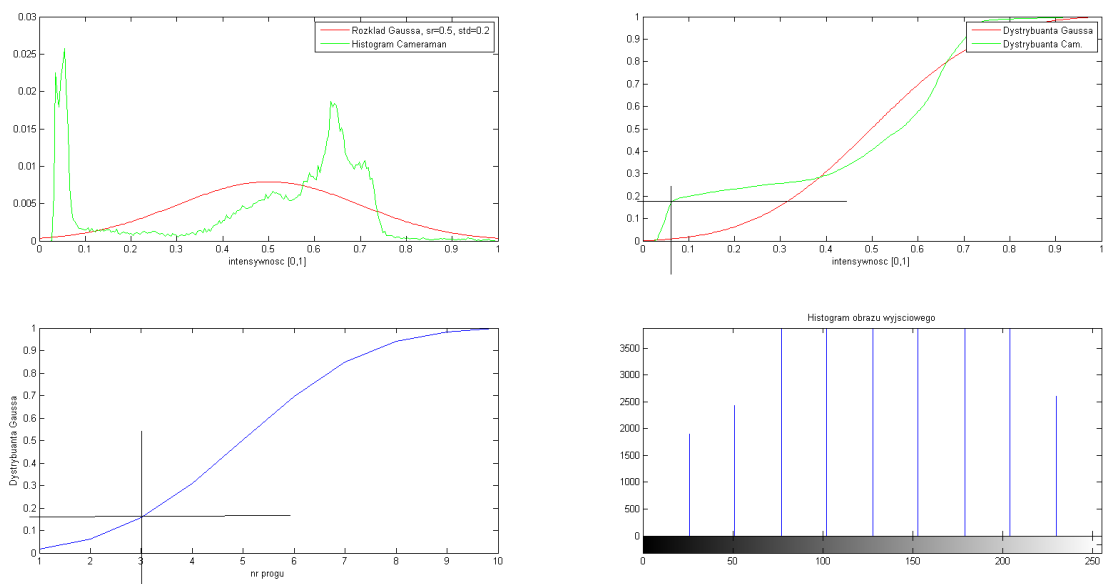 0.03
0.025
0.02
0.015
0.01
0.005
0
Rozklad Gaussa, sr=0.5, std=0.2
Histogram Cameraman
0 0.1 0.2 0.3 0.4 0.5 0.6 0.7 0.8 0.9 1
intensywnosc [0,1]
1
0.9
0.8
0.7
0.6
0.5
0.4
0.3
0.2
0.1
0
Dystrybuanta Gaussa
Dystrybuanta Cam.
0 0.1 0.2 0.3 0.4 0.5 0.6 0.7 0.8 0.9 1
intensywnosc [0,1]
Dystrybuanta Gaussa
1
0.9
0.8
0.7
0.6
0.5
0.4
0.3
0.2
0.1
0
1 2 3 4 5 6 7 8 9 10
nr progu
Histogram obrazu wyjsciowego
3500
3000
2500
2000
1500
1000
500
0
0 50 100 150 200 250